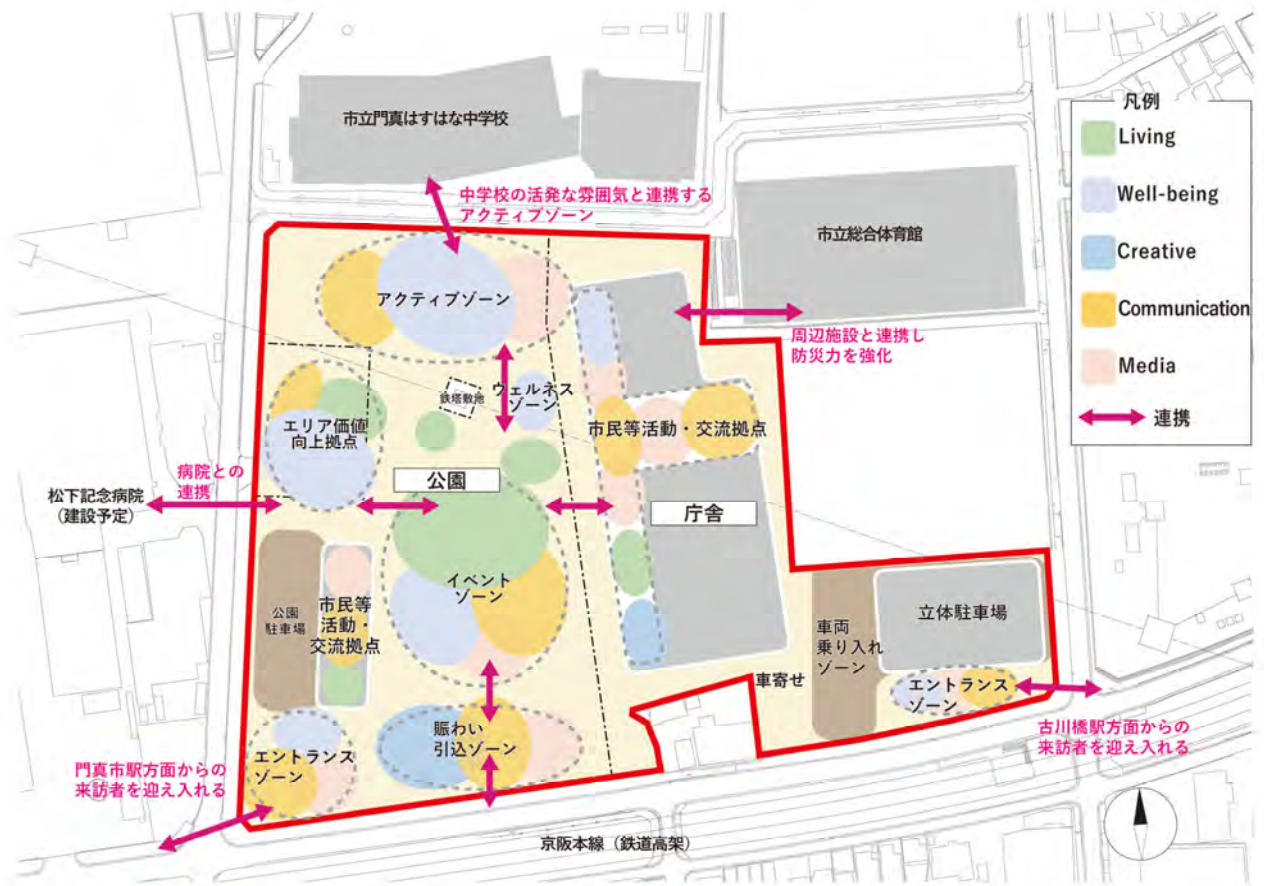 市立門真はすはな中学校
中学校の活発な雰囲気と連携する
アクティブゾーン
市立総合体育館
凡例
Living
Well-being
Creative
Communication
Media
連携
アクティブゾーン
周辺施設と連携し
防災力を強化
鉄塔敷地
ウェルネス
ゾーン
エリア価値
向上拠点
市民等活動・交流拠点
病院との
連携
松下記念病院
（建設予定）
公園
庁舎
イベント
ゾーン
公園
駐車場
市民等
活動・
交流拠点
立体駐車場
車両
乗り入れ
ゾーン
車寄せ
エントランス
ゾーン
賑わい
引込ゾーン
エントランス
ゾーン
古川橋駅方面からの
来訪者を迎え入れる
門真市駅方面からの
来訪者を迎え入れる
京阪本線（鉄道高架）